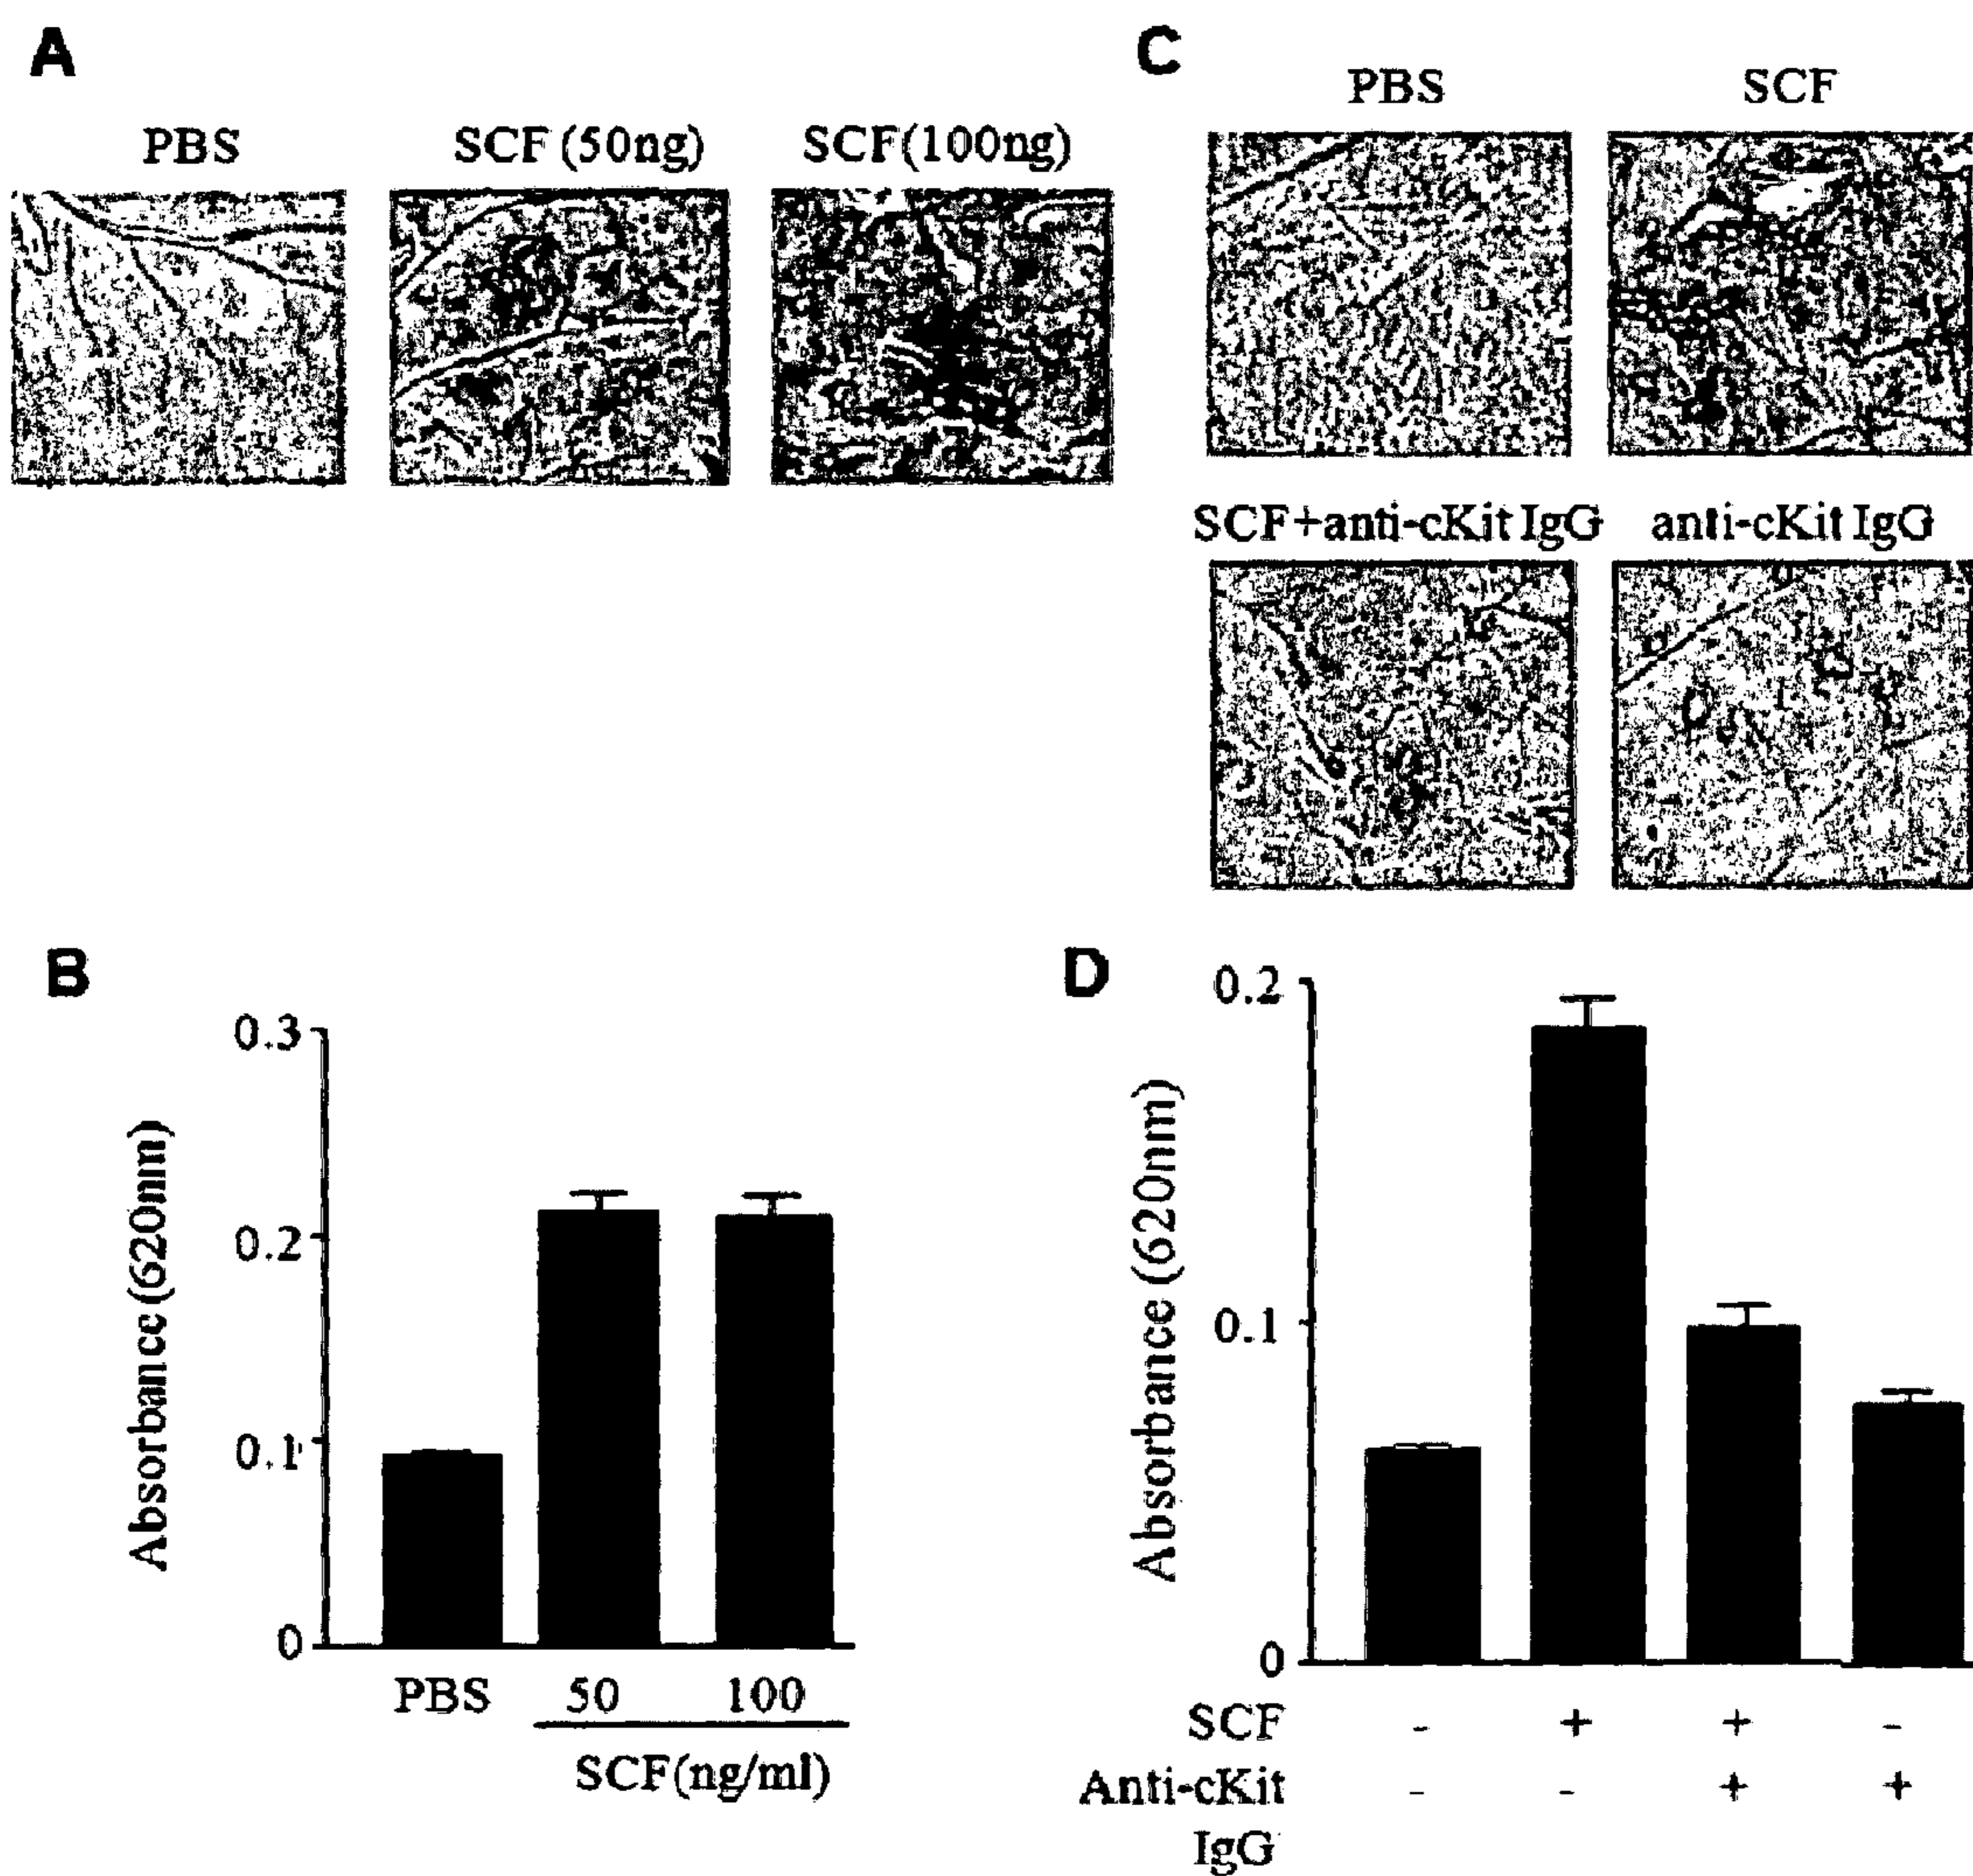 A
PBS
SCF (50ng)
SCF(100ng)
C
PBS
SCF
SCF+anti-cKit IgG
anti-cKit IgG
B
0.3
0.2
0.1
0
Absorbance (620nm)
PBS
50
100
SCF(ng/ml)
D
0.2
0.1
0
Absorbance (620nm)
SCF - + + -
Anti-cKit - - + +
IgG